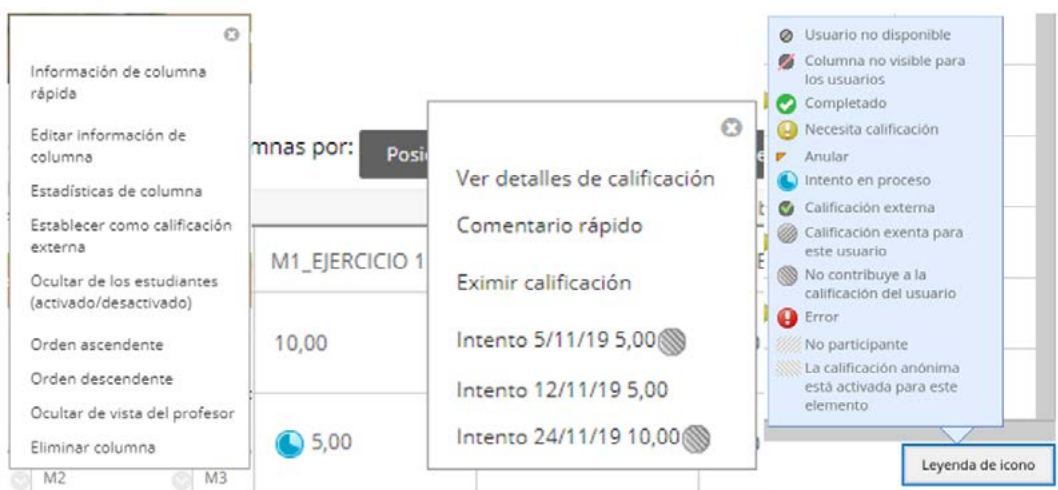 Información de columna
rápida
Editar información de
columna
Estadísticas de columna
Establecer como calificación
externa
Ocultar de los estudiantes
(activado/desactivado)
Orden ascendente
Orden descendente
Ocultar de vista del profesor
Eliminar columna
M2
M3
mnas por:
Posi
M1_EJERCICIO 1
10,00
5,00
Ver detalles de calificación
Comentario rápido
Eximir calificación
Intento 5/11/19 5,00
Intento 12/11/19 5,00
Intento 24/11/19 10,00
Usuario no disponible
Columna no visible para
los usuarios
Completado
Necesita calificación
Anular
Intento en proceso
Calificación externa
Calificación exenta para
este usuario
No contribuye a la
calificación del usuario
Error
No participante
La calificación anónima
está activada para este
elemento
Leyenda de icono